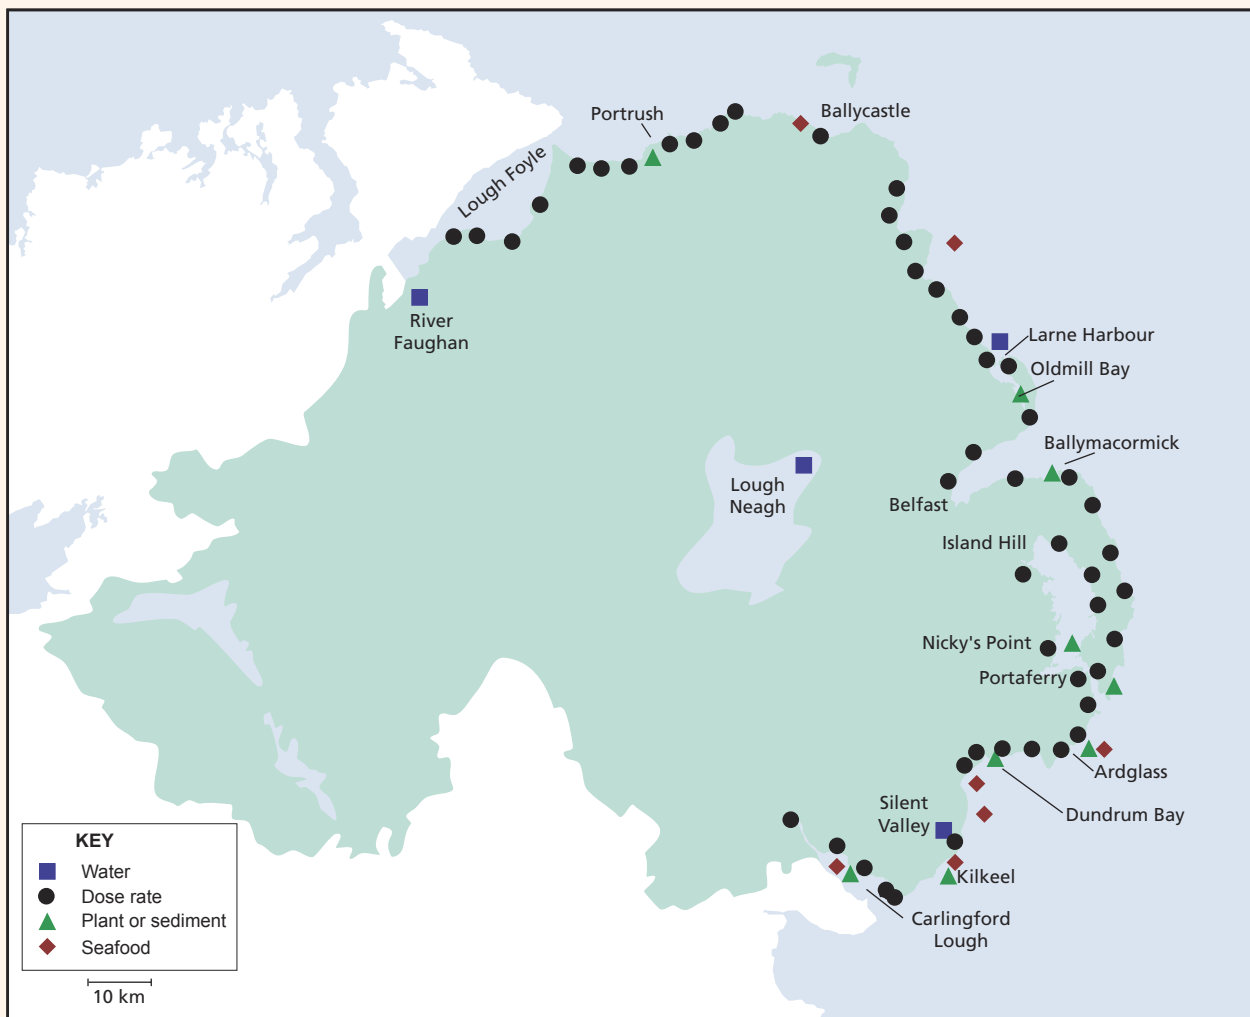 Portrush
Ballycastle
Lough Foyle
River
Faughan
Larne Harbour
Oldmill Bay
Ballymacormick
Lough
Neagh
Belfast
Island Hill
Nicky's Point
Portaferry
Ardglass
Silent
Valley
Dundrum Bay
Kilkeel
Carlingford
Lough
KEY
Water
Dose rate
Plant or sediment
Seafood
10 km